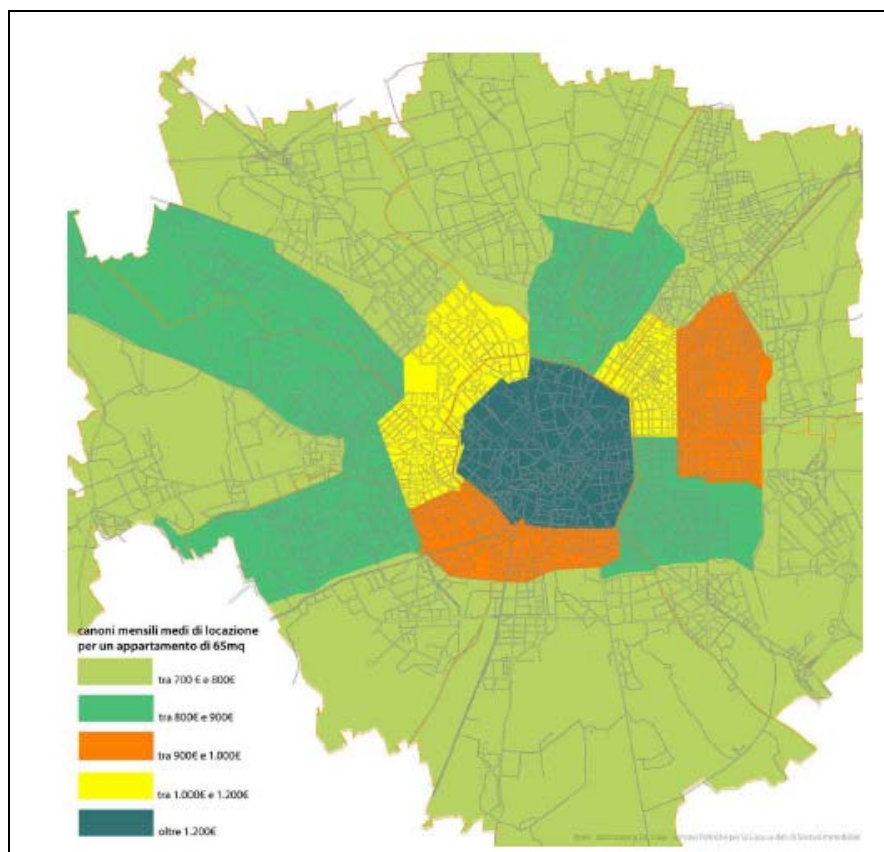 canoni mensili medi di locazione
per un appartamento di 65mq
tra 700 € e 800€
tra 800€ e 900€
tra 900€ e 1.000€
tra 1.000€ e 1.200€
oltre 1.200€